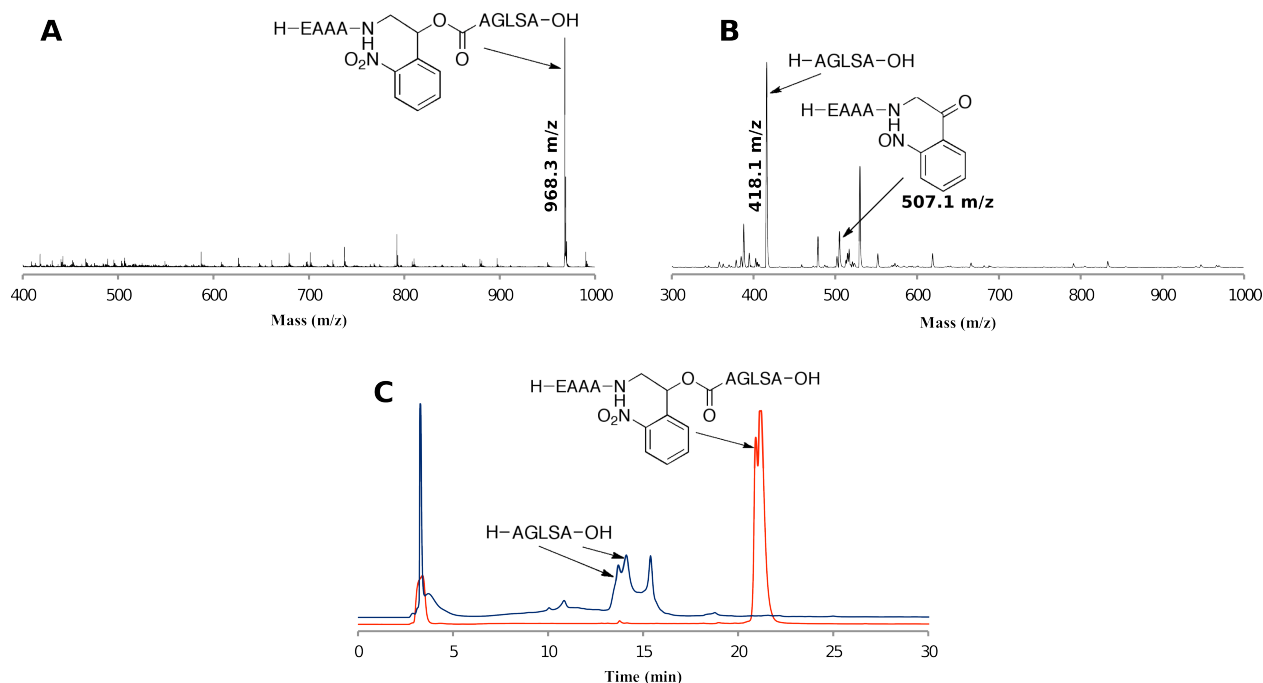 A
H–EAAA–N
H
O
AGLSA–OH
O₂N
O
968.3 m/z
400 500 600 700 800 900 1000
Mass (m/z)
B
H–AGLSA–OH
H–EAAA–N
H
O
ON
418.1 m/z
507.1 m/z
300 400 500 600 700 800 900 1000
Mass (m/z)
C
H–EAAA–N
H
O
AGLSA–OH
O₂N
O
H–AGLSA–OH
0 5 10 15 20 25 30
Time (min)